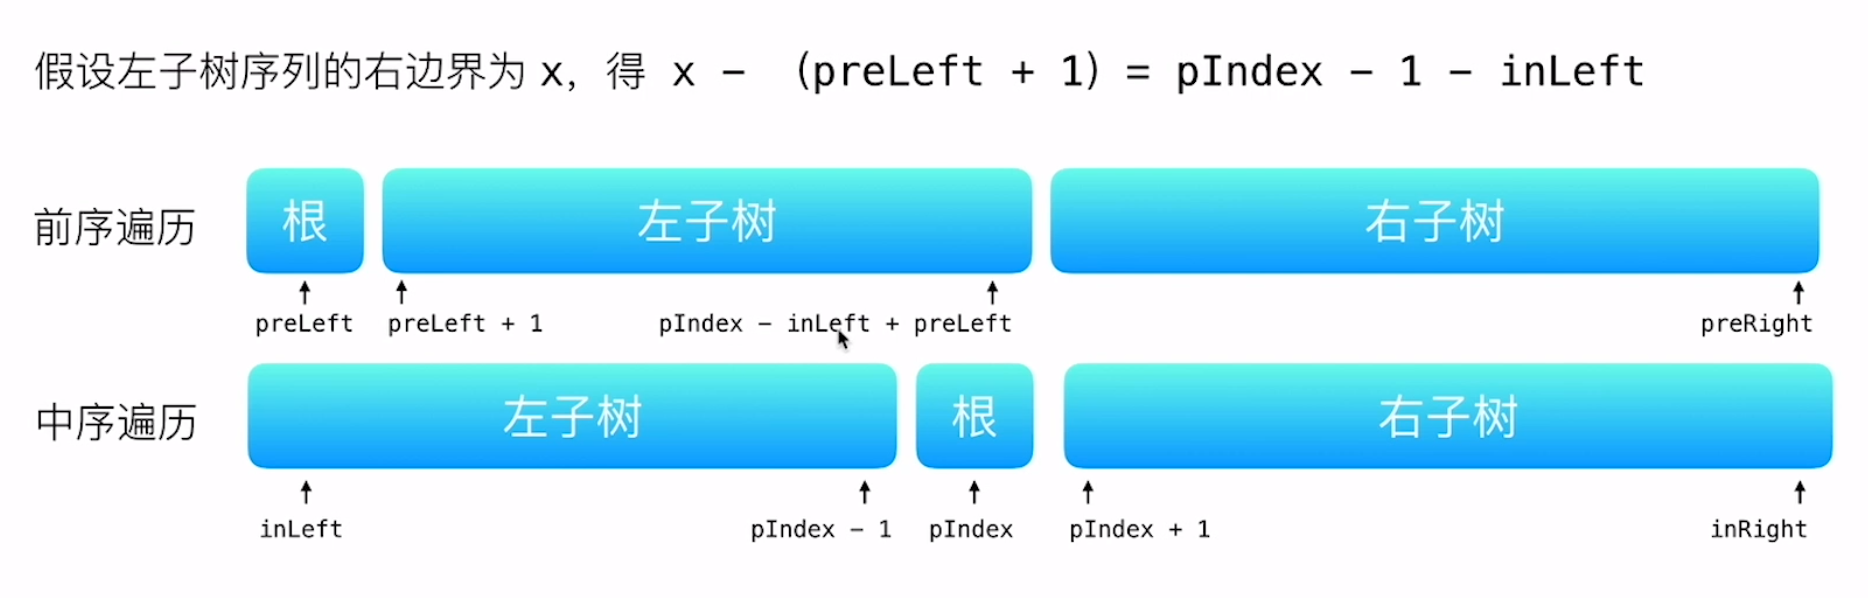 假设左子树序列的右边界为 x，得 x - （preLeft + 1）= pIndex - 1 - inLeft
前序遍历 根 左子树 右子树
preLeft preLeft + 1 pIndex - inLeft + preLeft preRight
中序遍历 左子树 根 右子树
inLeft pIndex - 1 pIndex pIndex + 1 inRight